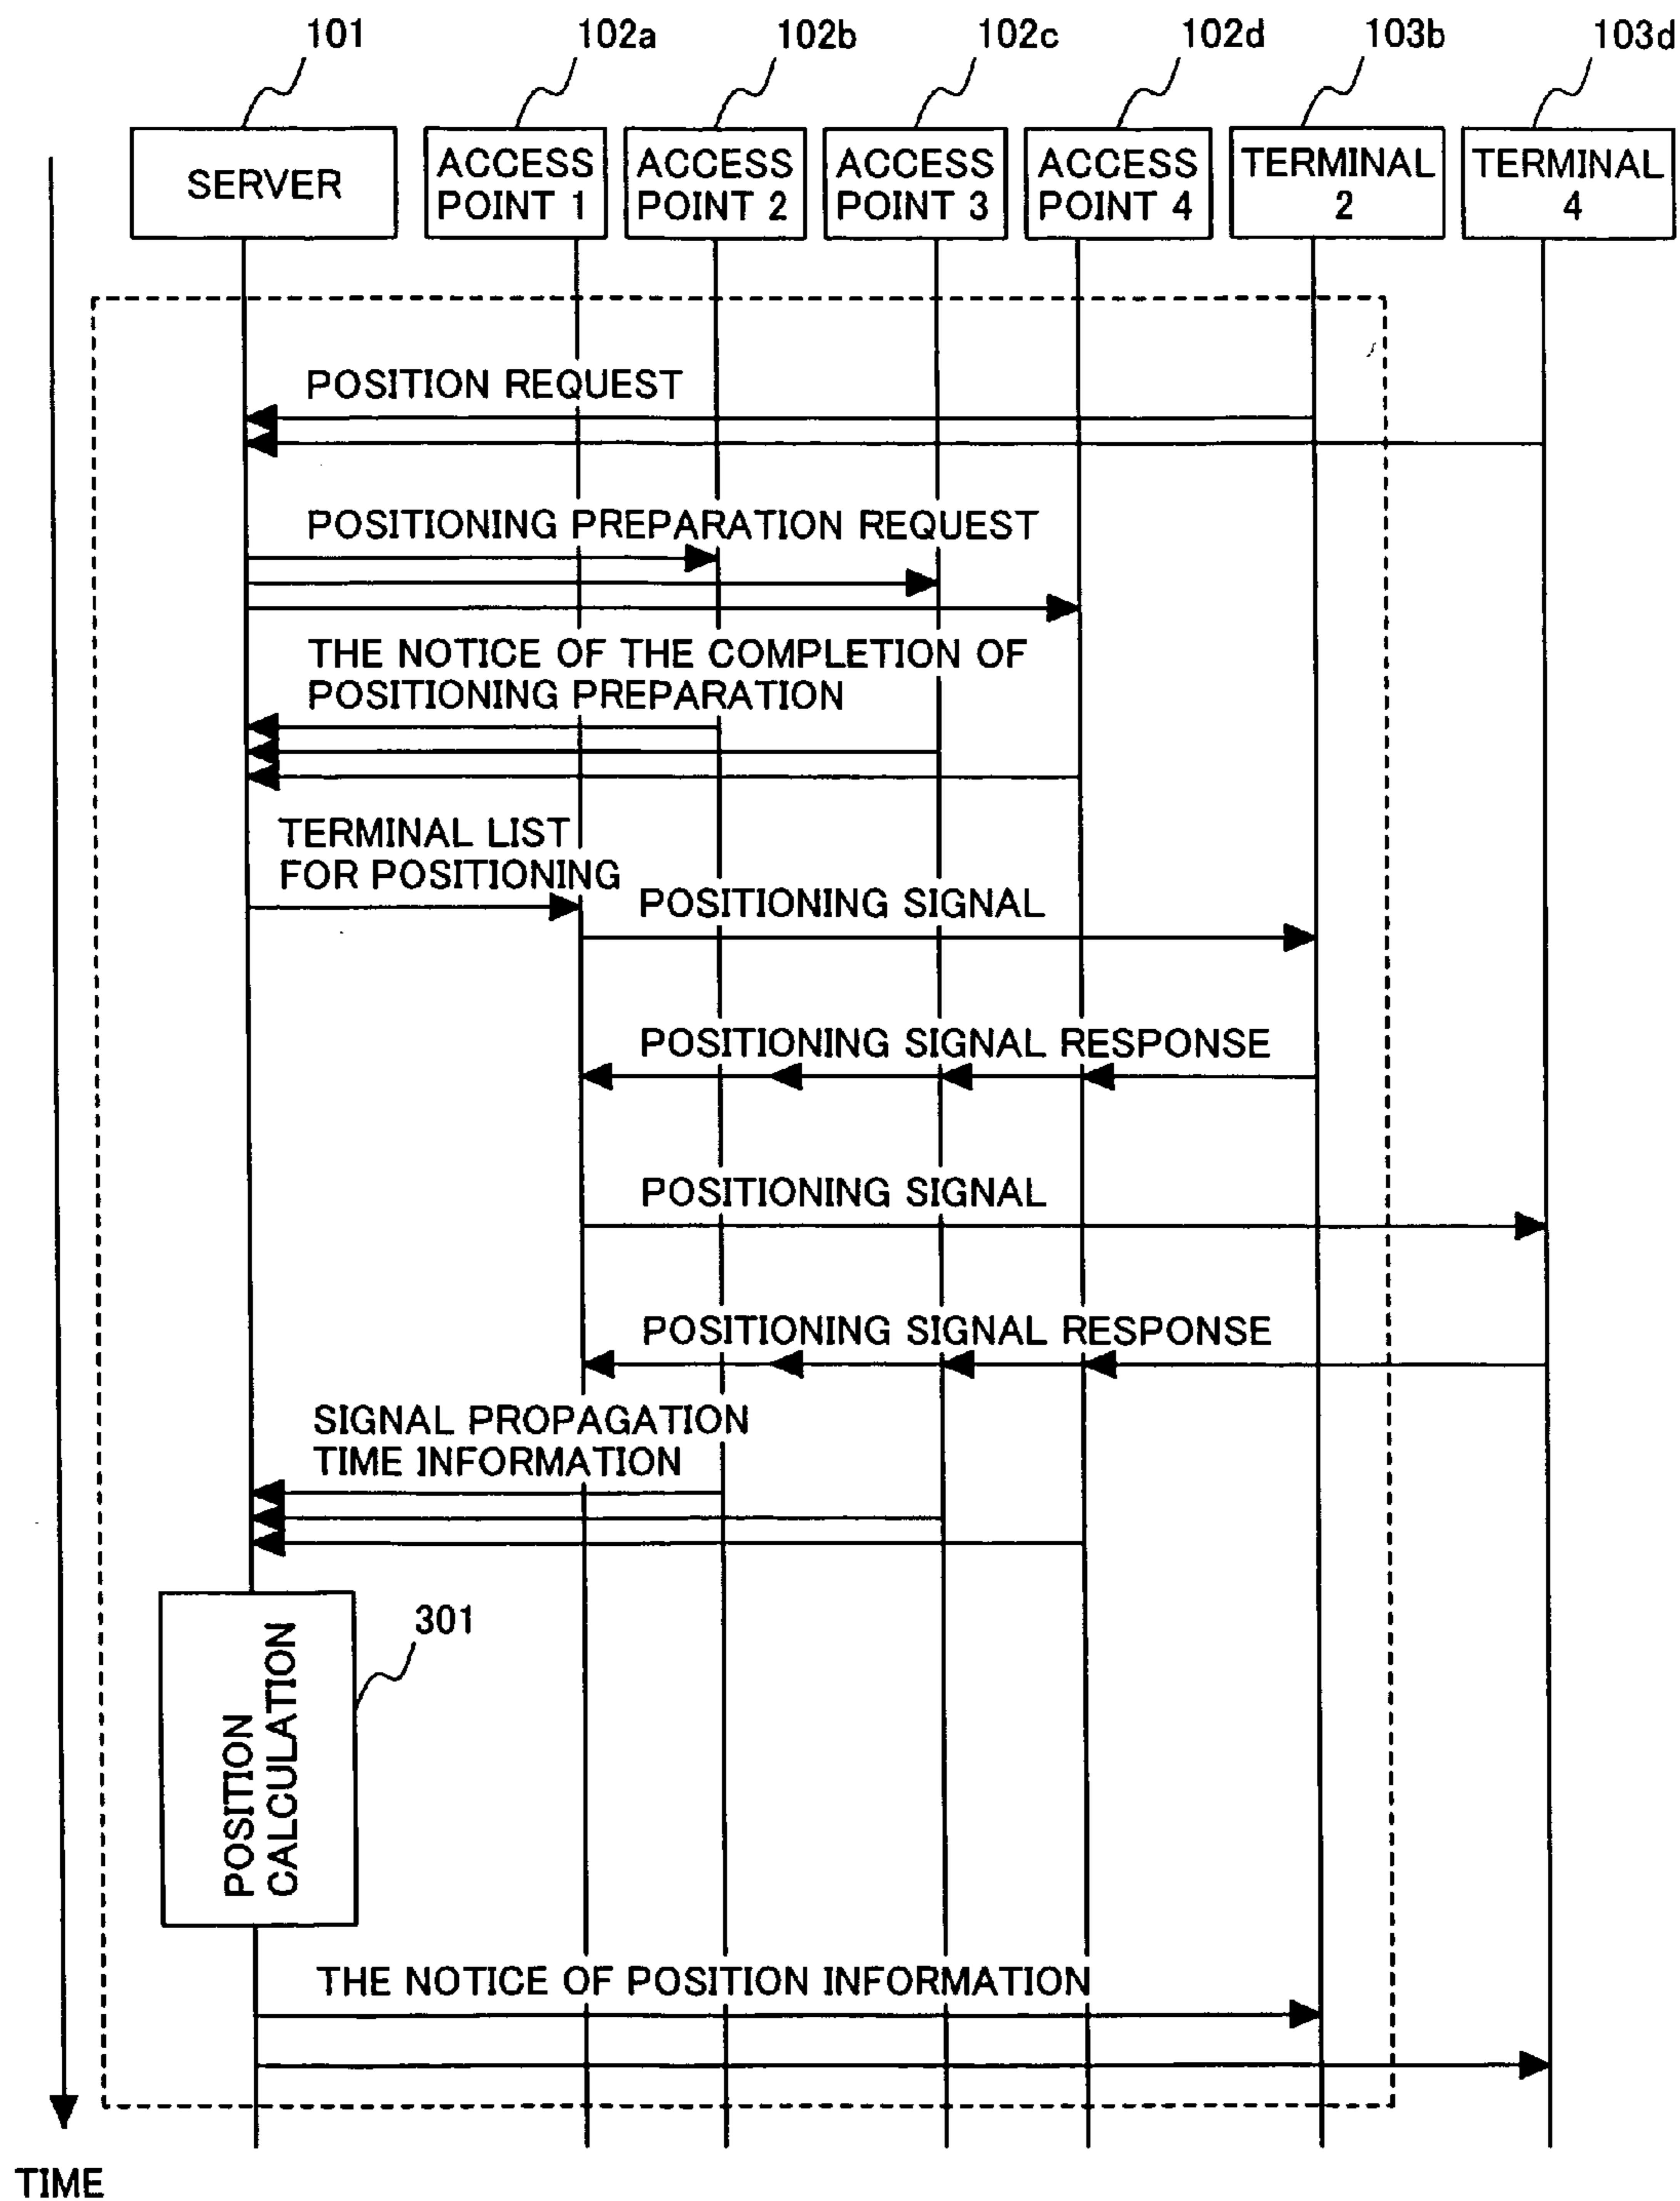 101
102a
102b
102c
102d
103b
103d
SERVER
ACCESS
POINT 1
ACCESS
POINT 2
ACCESS
POINT 3
ACCESS
POINT 4
TERMINAL
2
TERMINAL
4
POSITION REQUEST
POSITIONING PREPARATION REQUEST
THE NOTICE OF THE COMPLETION OF
POSITIONING PREPARATION
TERMINAL LIST
FOR POSITIONING
POSITIONING SIGNAL
POSITIONING SIGNAL RESPONSE
POSITIONING SIGNAL
POSITIONING SIGNAL RESPONSE
SIGNAL PROPAGATION
TIME INFORMATION
301
POSITION
CALCULATION
THE NOTICE OF POSITION INFORMATION
TIME